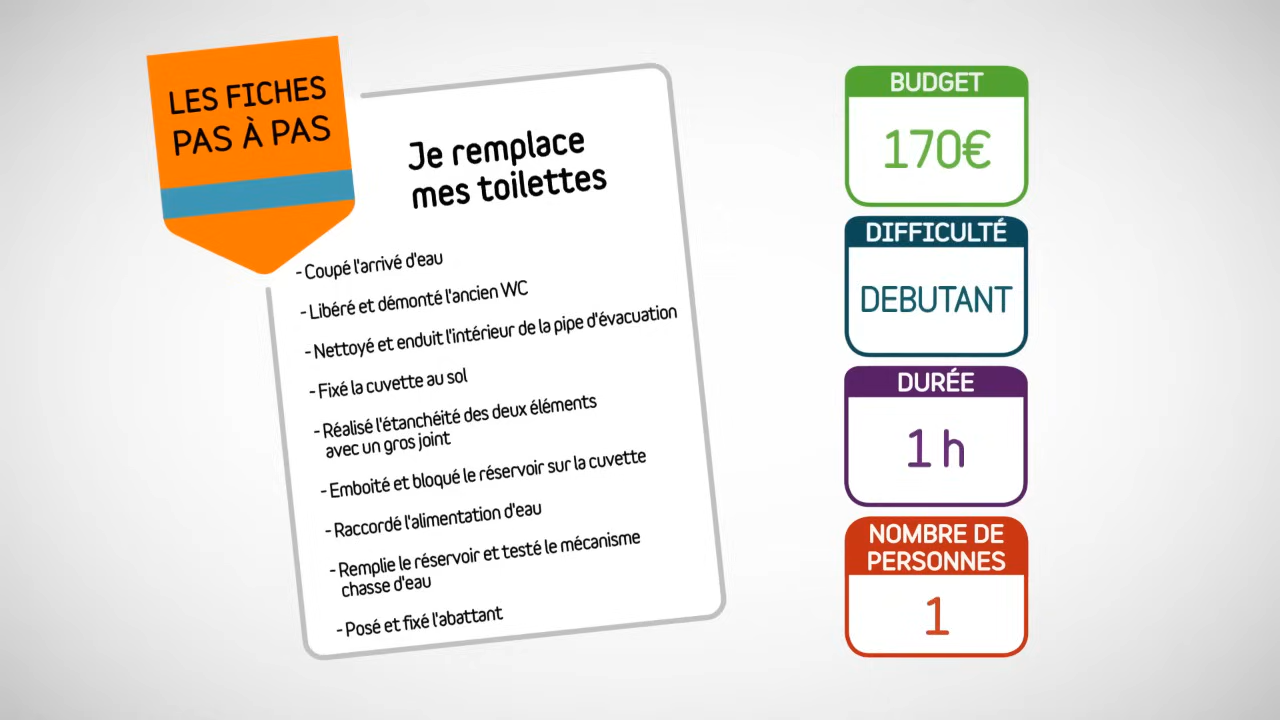 LES FICHES
PAS À PAS
Je remplace
mes toilettes
- Coupé l'arrivé d'eau
- Libéré et démonté l'ancien WC
- Nettoyé et enduit l'intérieur de la pipe d'évacuation
- Fixé la cuvette au sol
- Réalisé l'étanchéité des deux éléments
avec un gros joint
- Emboité et bloqué le réservoir sur la cuvette
- Raccordé l'alimentation d'eau
- Remplie le réservoir et testé le mécanisme
chasse d'eau
- Posé et fixé l'abattant
BUDGET
170€
DIFFICULTÉ
DEBUTANT
DURÉE
1 h
NOMBRE DE
PERSONNES
1